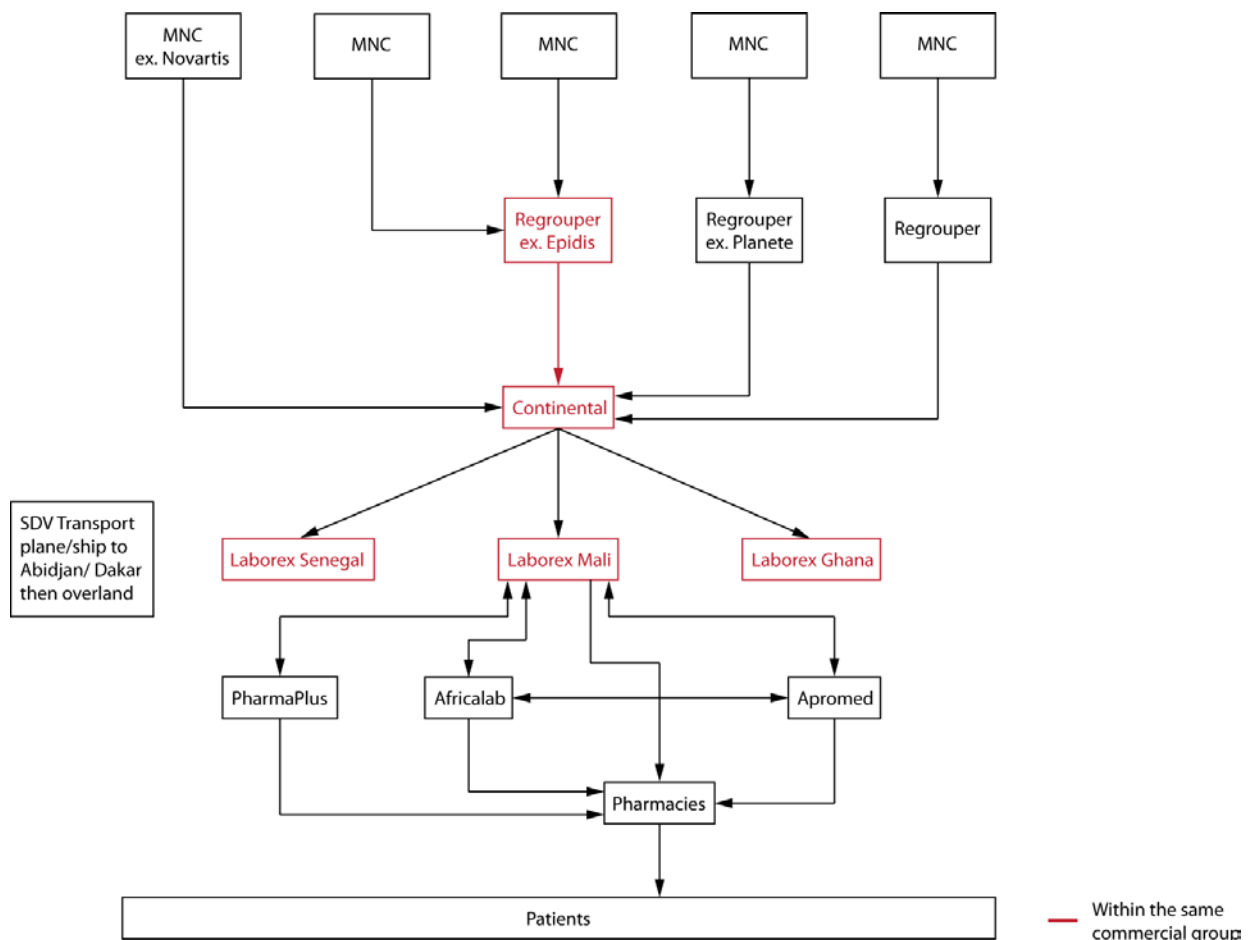 MNC
ex. Novartis
MNC
MNC
MNC
MNC
Regrouper
ex. Epidis
Regrouper
ex. Planete
Regrouper
Continental
SDV Transport
plane/ship to
Abidjan/ Dakar
then overland
Laborex Senegal
Laborex Mali
Laborex Ghana
PharmaPlus
Africalab
Apromed
Pharmacies
Patients
Within the same
commercial group